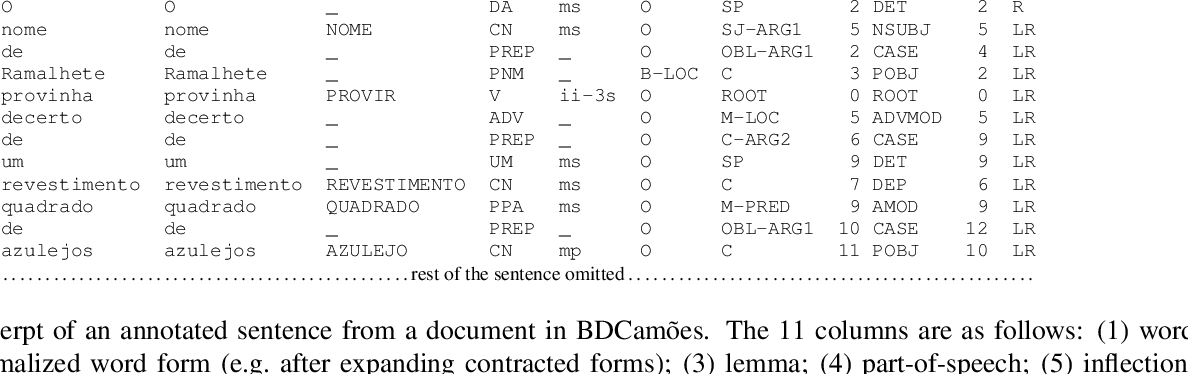 O O _ DA ms O SP 2 DET 2 R
nome nome NOME CN ms O SJ-ARG1 5 NSUBJ 5 LR
de de _ PREP _ O OBL-ARG1 2 CASE 4 LR
Ramalhete Ramalhete _ PNM _ B-LOC C 3 POBJ 2 LR
provinha provinha PROVIR V ii-3s O ROOT 0 ROOT 0 LR
decerto decerto _ ADV _ O M-LOC 5 ADVMOD 5 LR
de de _ PREP _ O C-ARG2 6 CASE 9 LR
um um _ UM ms O SP 9 DET 9 LR
revestimento revestimento REVESTIMENTO CN ms O C 7 DEP 6 LR
quadrado quadrado QUADRADO PPA ms O M-PRED 9 AMOD 9 LR
de de _ PREP _ O OBL-ARG1 10 CASE 12 LR
azulejos azulejos AZULEJO CN mp O C 11 POBJ 10 LR
................................................rest of the sentence omitted................................................
erpt of an annotated sentence from a document in BDCamões. The 11 columns are as follows: (1) word
malized word form (e.g. after expanding contracted forms); (3) lemma; (4) part-of-speech; (5) inflection